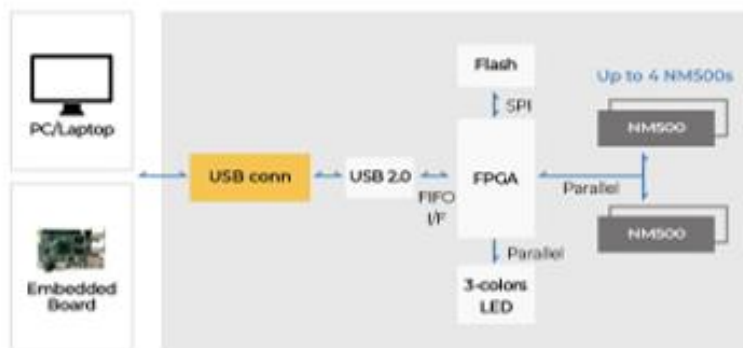 PC/Laptop
Embedded
Board
USB conn
USB 2.0
FIFO
I/F
Flash
SPI
FPGA
Parallel
3-colors
LED
Parallel
Up to 4 NM500s
NM500
NM500